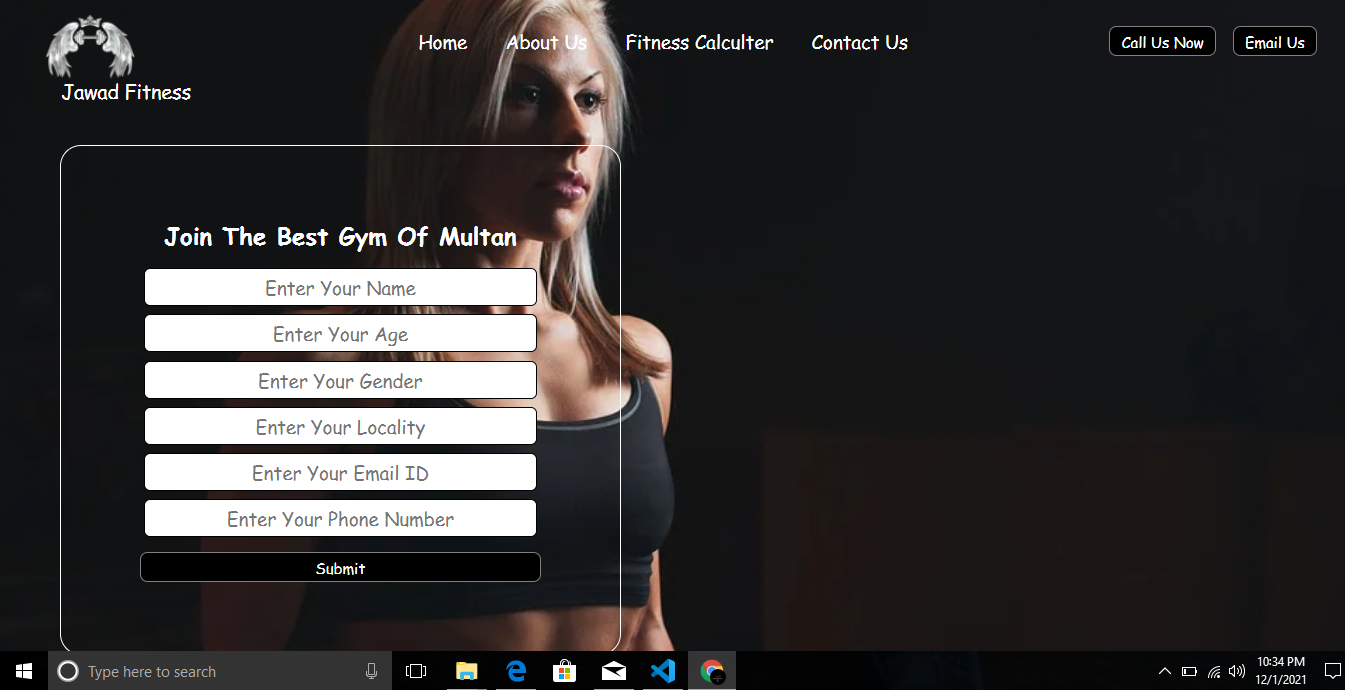 Home About Us Fitness Calculter Contact Us Call Us Now Email Us
Jawad Fitness
Join The Best Gym Of Multan
Enter Your Name
Enter Your Age
Enter Your Gender
Enter Your Locality
Enter Your Email ID
Enter Your Phone Number
Submit
Type here to search
10:34 PM
12/1/2021